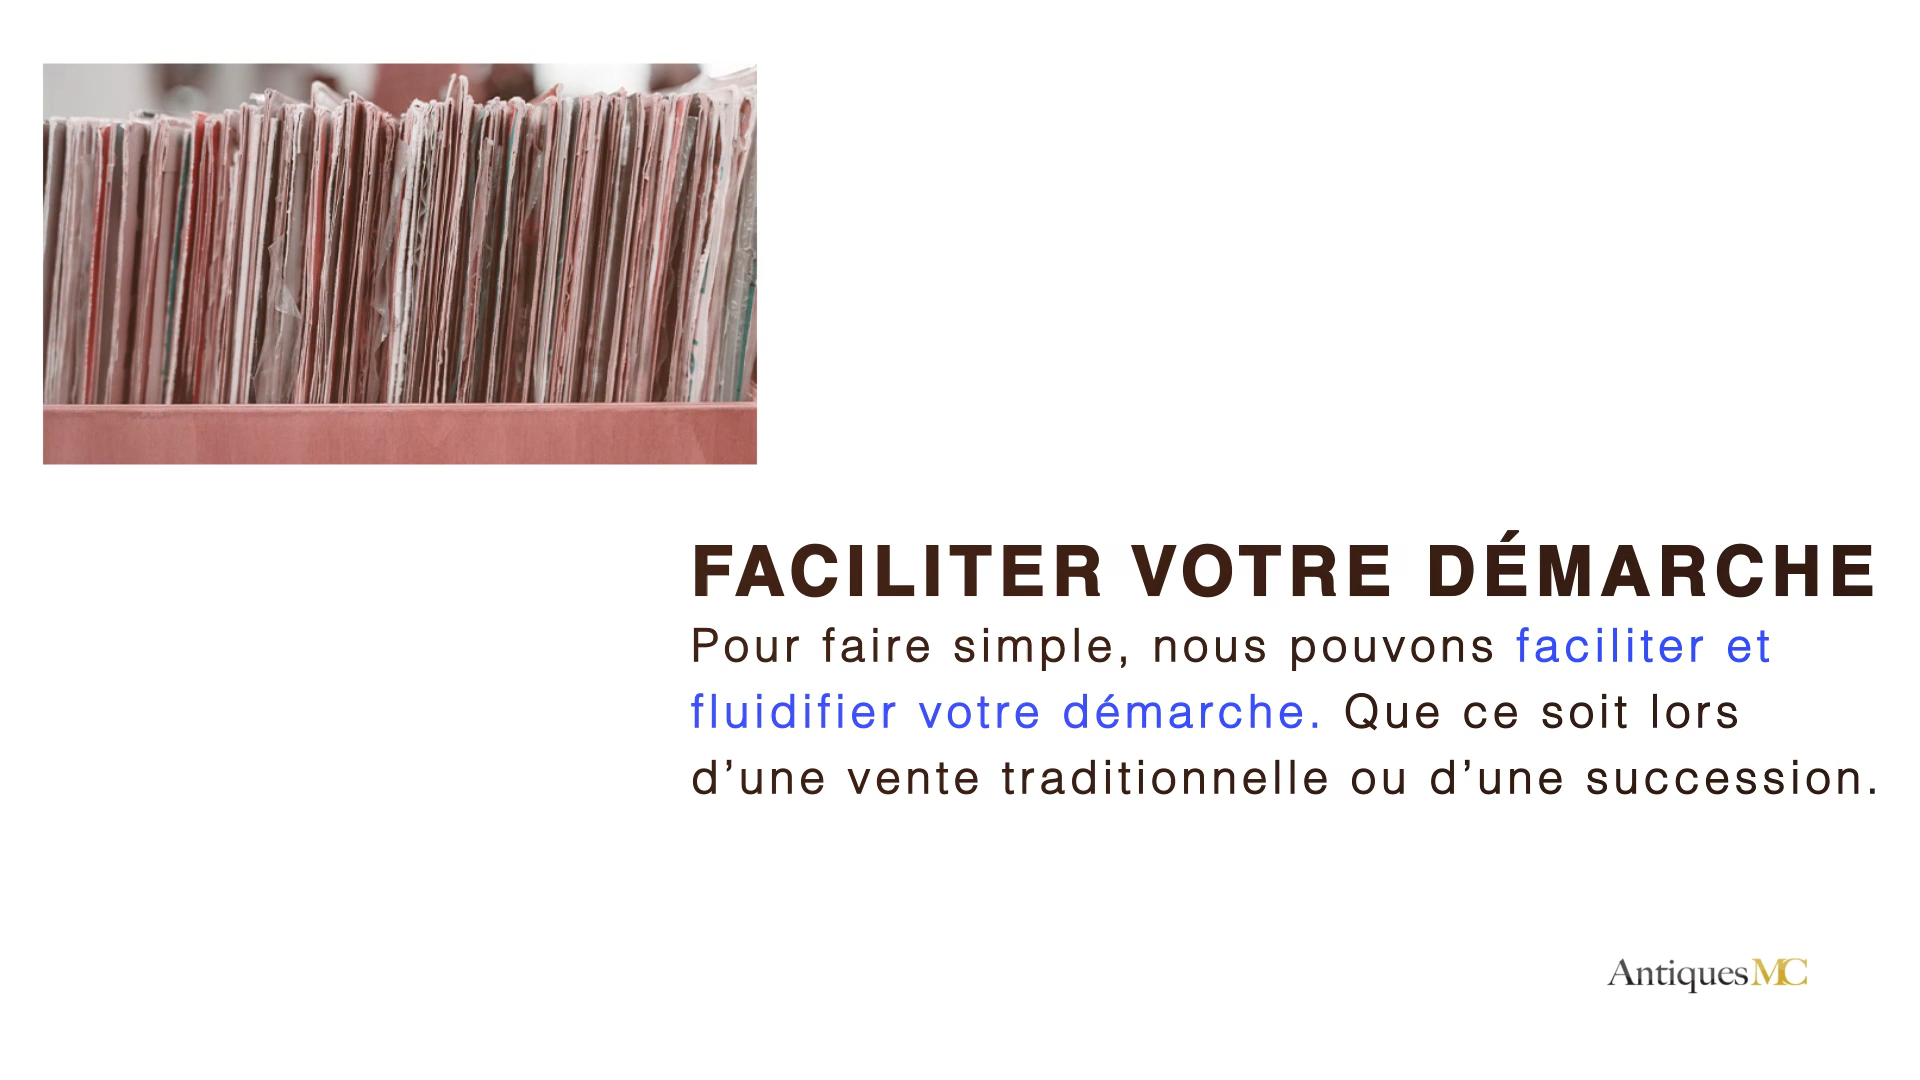 FACILITER VOTRE DÉMARCHE
Pour faire simple, nous pouvons faciliter et
fluidifier votre démarche. Que ce soit lors
d’une vente traditionnelle ou d’une succession.
AntiquesMC